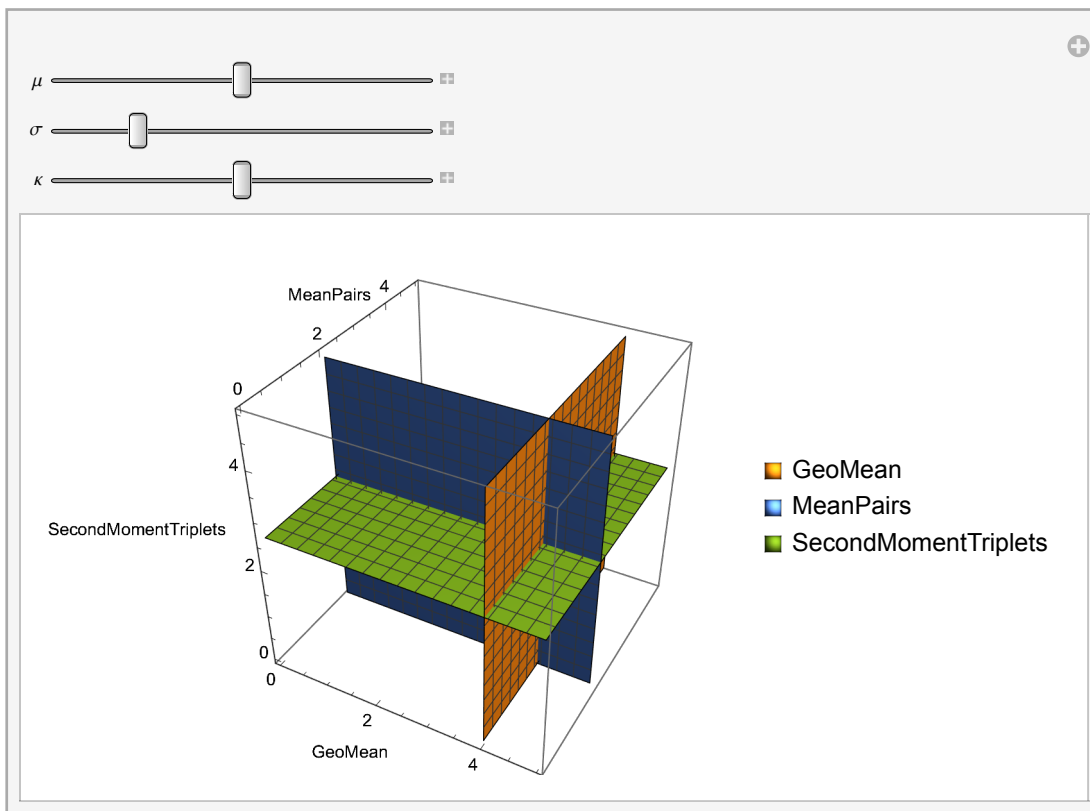 μ
σ
κ
MeanPairs
4
2
0
4
SecondMomentTriplets
2
0
0
2
GeoMean
4
GeoMean
MeanPairs
SecondMomentTriplets